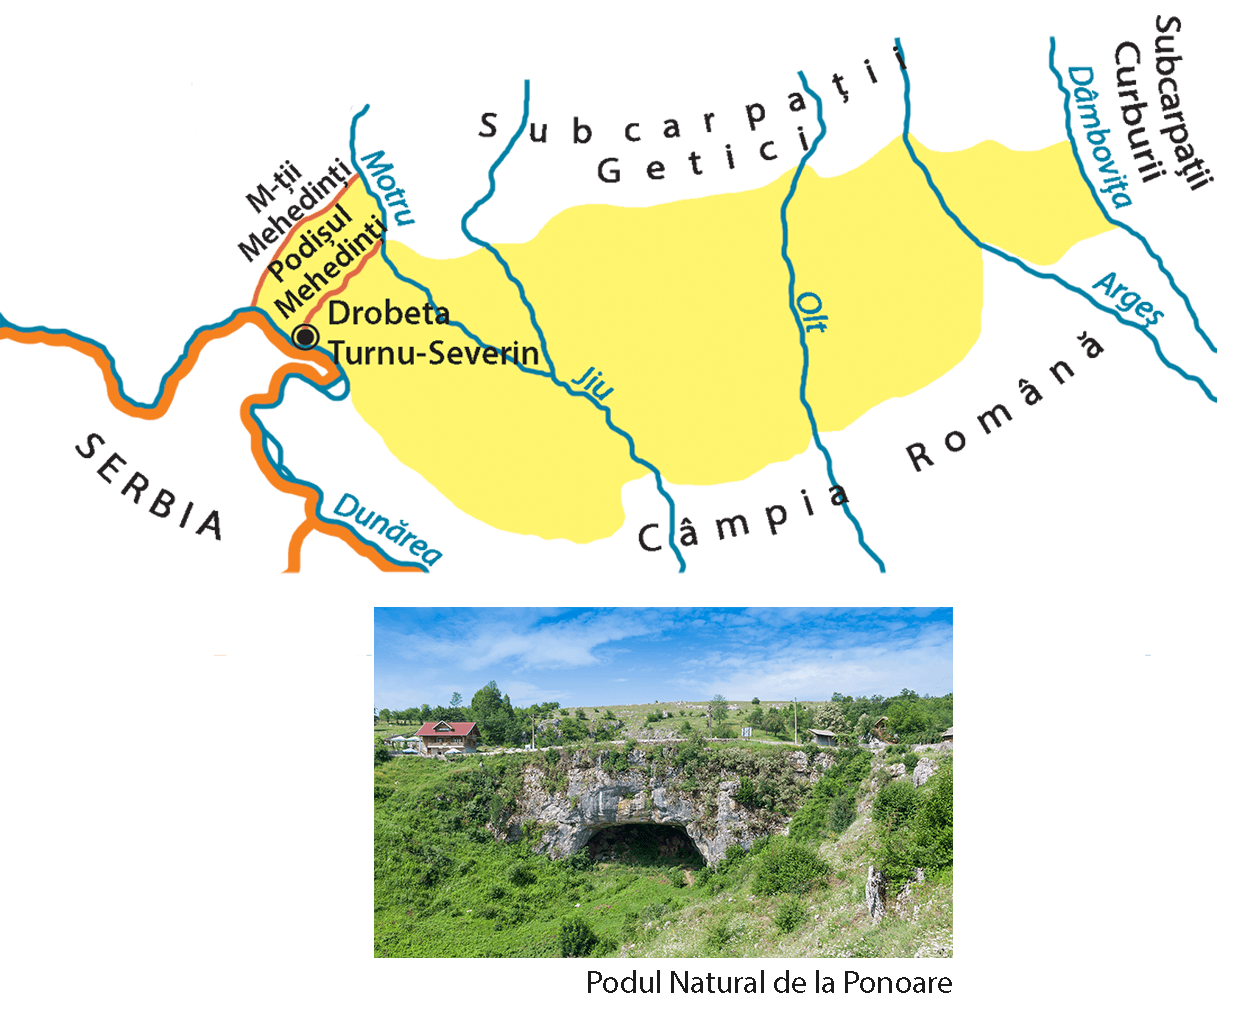 Subcarpații
Getici
Subcarpații
Curburii
Dâmbovița
M-ții
Mehedinți
Motru
Podișul
Mehedinți
Drobeta
Turnu-Severin
Jiu
Olt
Argeș
SERBIA
Dunărea
Câmpia Română
Podul Natural de la Ponoare